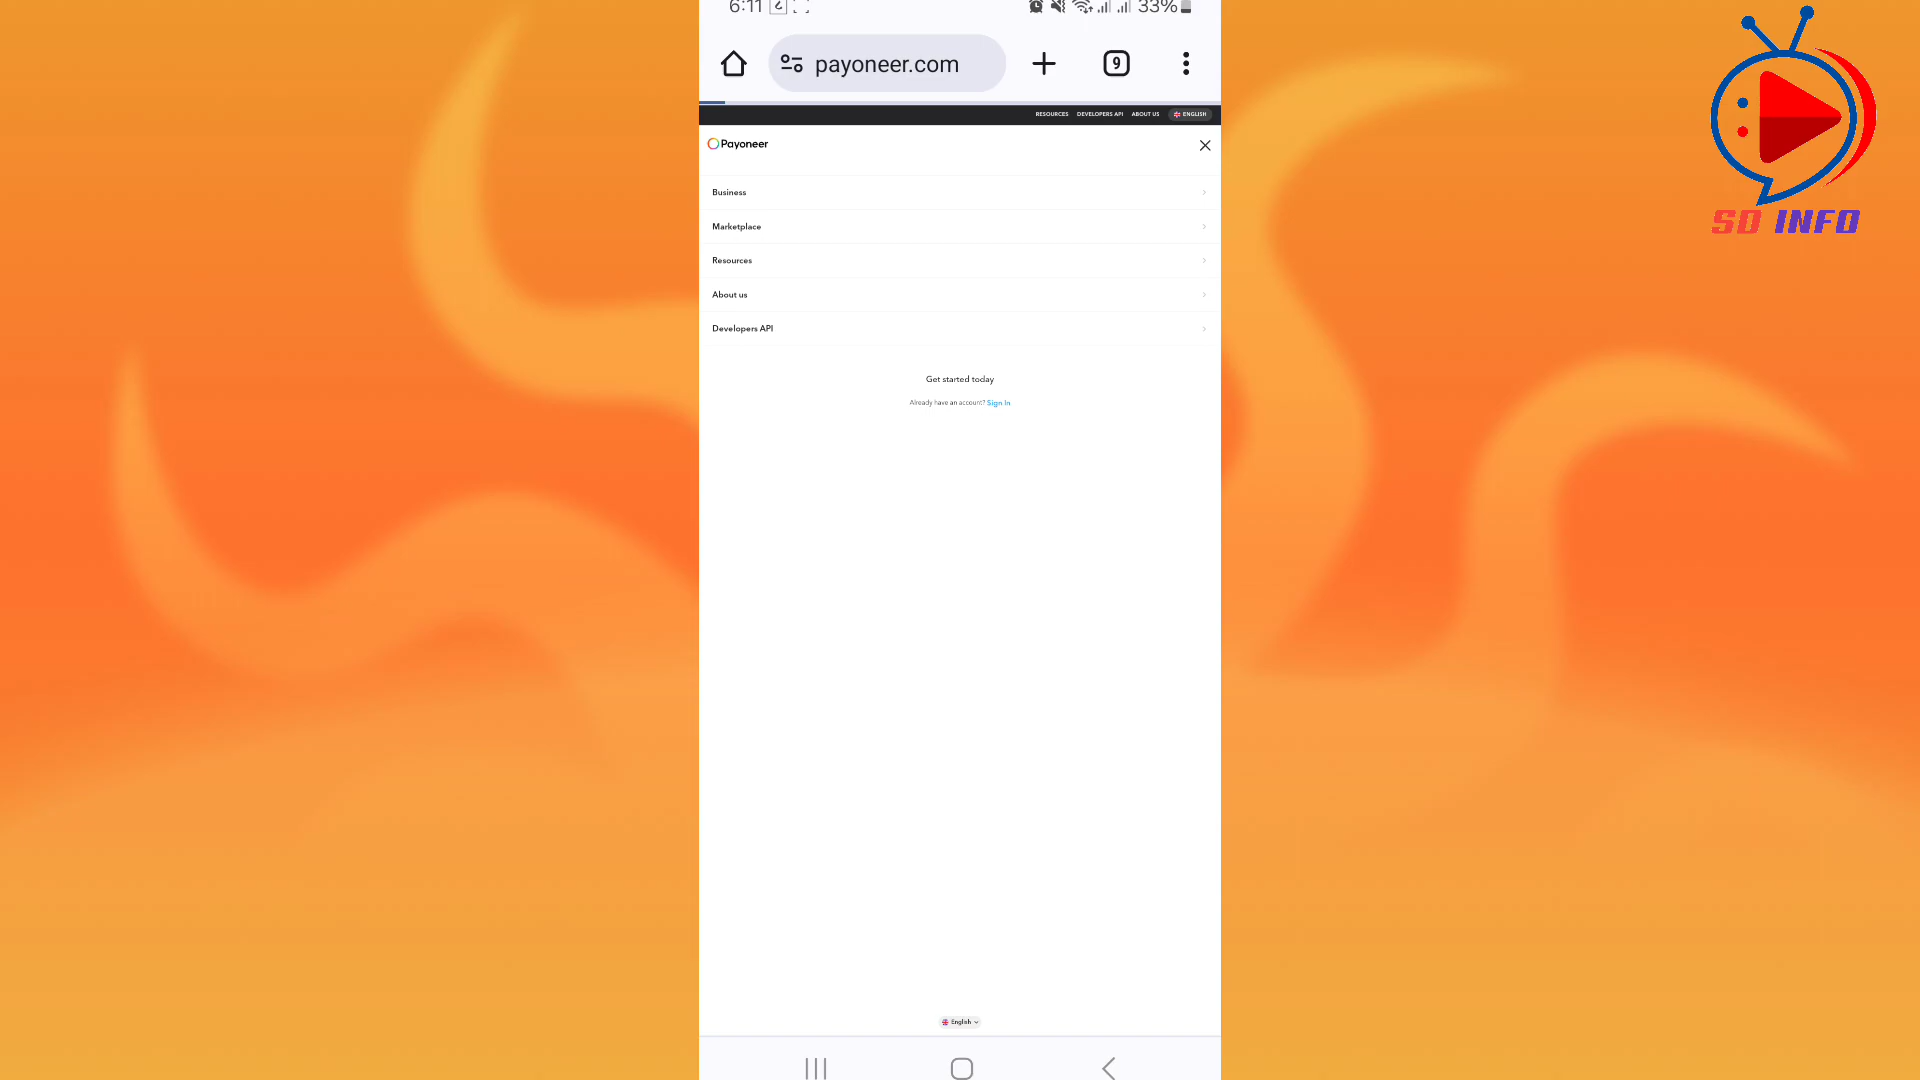 6:11
33%
payoneer.com
9
RESOURCES DEVELOPERS API ABOUT US ENGLISH
Payoneer
Business
Marketplace
Resources
About us
Developers API
Get started today
Already have an account? Sign In
English
SD INFO